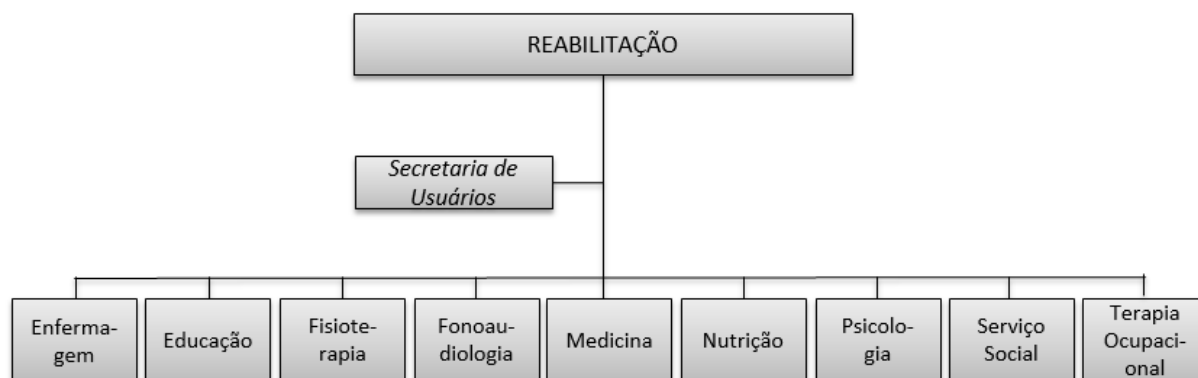 REABILITAÇÃO
Secretaria de
Usuários
Enferma-
gem
Educação
Fisiote-
rapia
Fonoau-
diologia
Medicina
Nutrição
Psicolo-
gia
Serviço
Social
Terapia
Ocupaci-
onal